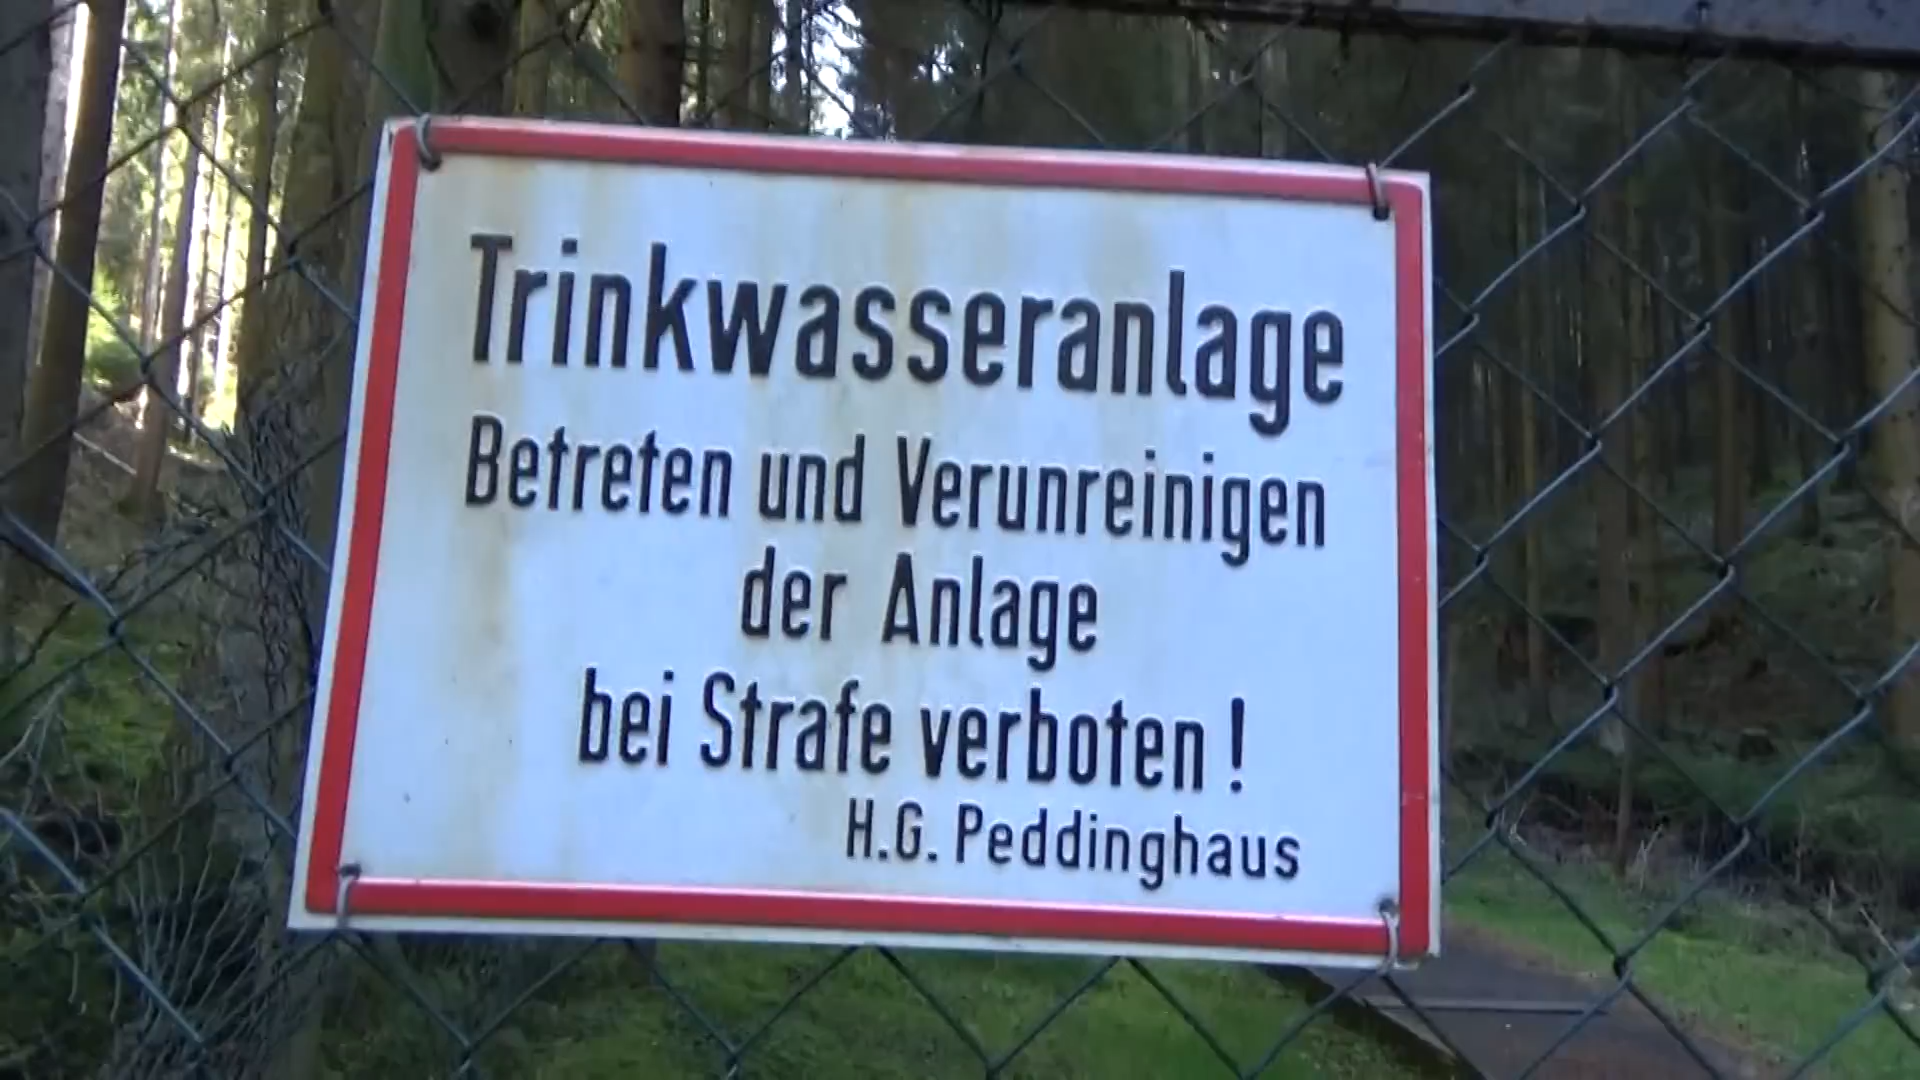 Trinkwasseranlage
Betreten und Verunreinigen
der Anlage
bei Strafe verboten !
H.G. Peddinghaus